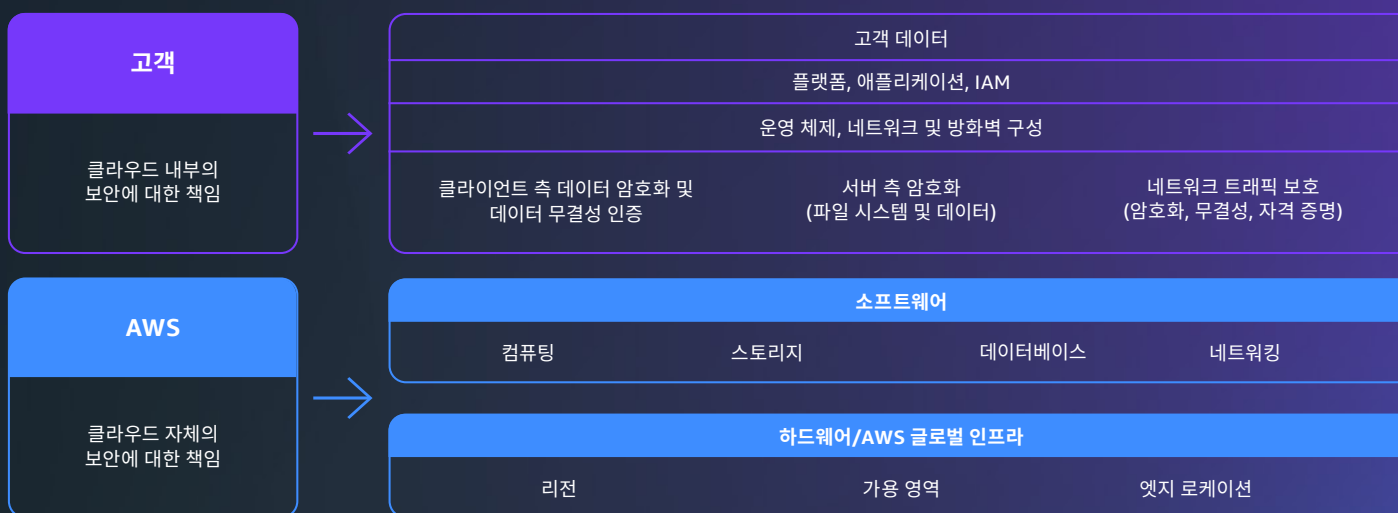 고객
클라우드 내부의
보안에 대한 책임
고객 데이터
플랫폼, 애플리케이션, IAM
운영 체제, 네트워크 및 방화벽 구성
클라이언트 측 데이터 암호화 및
데이터 무결성 인증
서버 측 암호화
(파일 시스템 및 데이터)
네트워크 트래픽 보호
(암호화, 무결성, 자격 증명)
AWS
클라우드 자체의
보안에 대한 책임
소프트웨어
컴퓨팅
스토리지
데이터베이스
네트워킹
하드웨어/AWS 글로벌 인프라
리전
가용 영역
엣지 로케이션